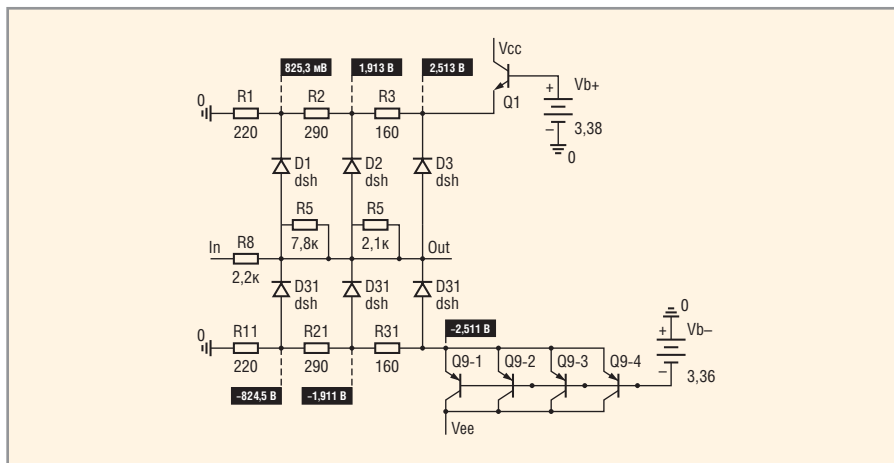 Vcc
825,3 мВ
1,913 В
2,513 В
Vb+
+
–
3,38
0
Q1
0
R1
220
R2
290
R3
160
D1
dsh
D2
dsh
D3
dsh
R5
7,8к
R5
2,1к
In
R8
2,2к
Out
D31
dsh
D31
dsh
D31
dsh
0
R11
220
R21
290
R31
160
–2,511 В
0
+
Vb–
–
3,36
Q9-1
Q9-2
Q9-3
Q9-4
–824,5 В
–1,911 В
Vee